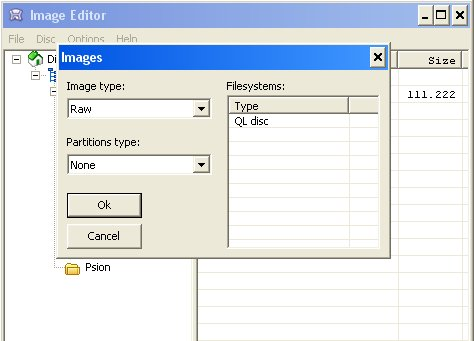 Image Editor
File Disc Options Help
Images
Size
Image type:
Filesystems:
Raw
Type
111.222
QL disc
Partitions type:
None
Ok
Cancel
Psion